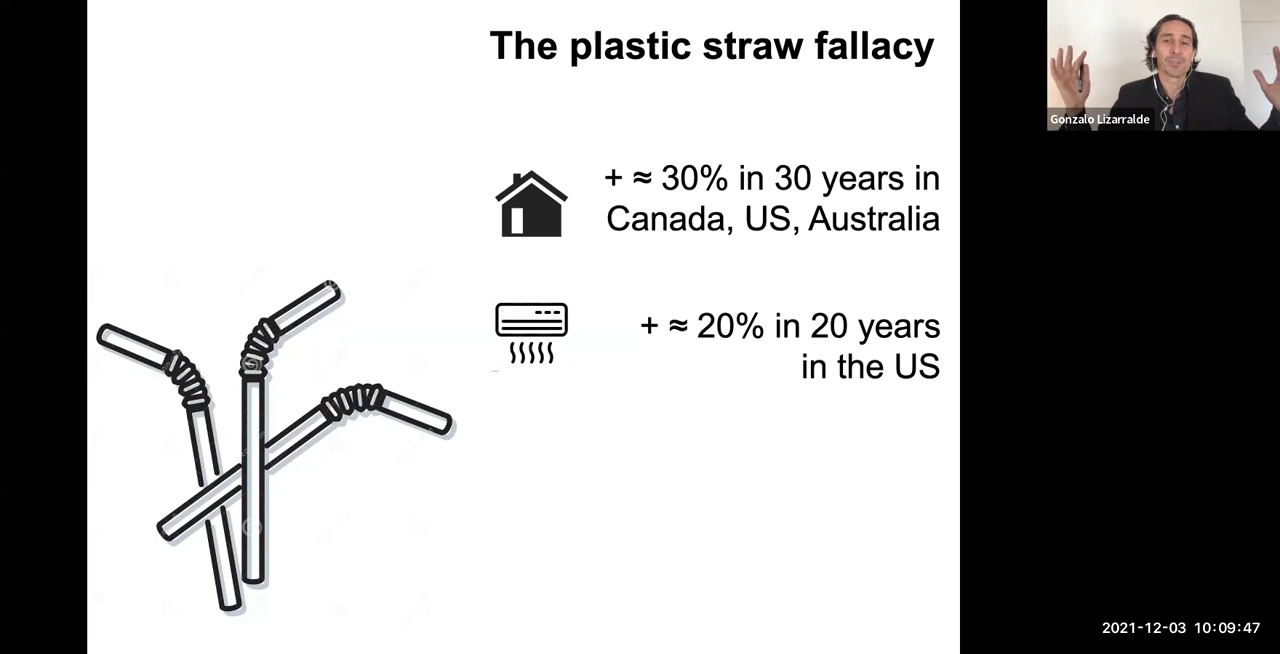 The plastic straw fallacy
+ ≈ 30% in 30 years in
Canada, US, Australia
+ ≈ 20% in 20 years
in the US
Gonzalo Lizarralde
2021-12-03 10:09:47